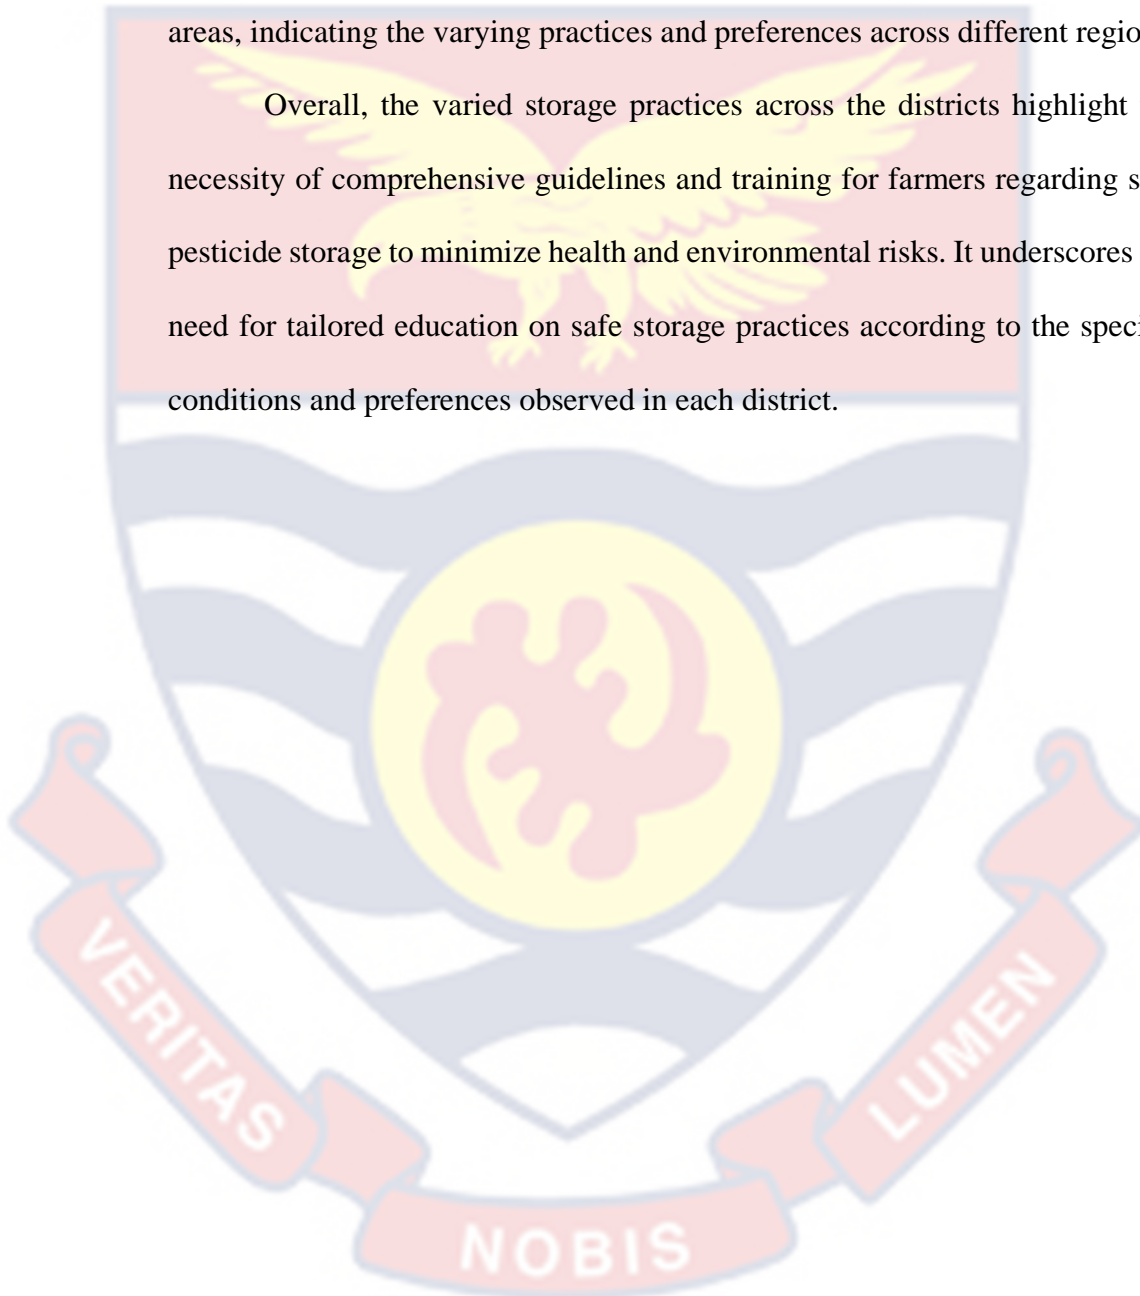 areas, indicating the varying practices and preferences across different regio
Overall, the varied storage practices across the districts highlight
necessity of comprehensive guidelines and training for farmers regarding s
pesticide storage to minimize health and environmental risks. It underscores
need for tailored education on safe storage practices according to the speci
conditions and preferences observed in each district.
VERITAS
NOBIS
LUMEN